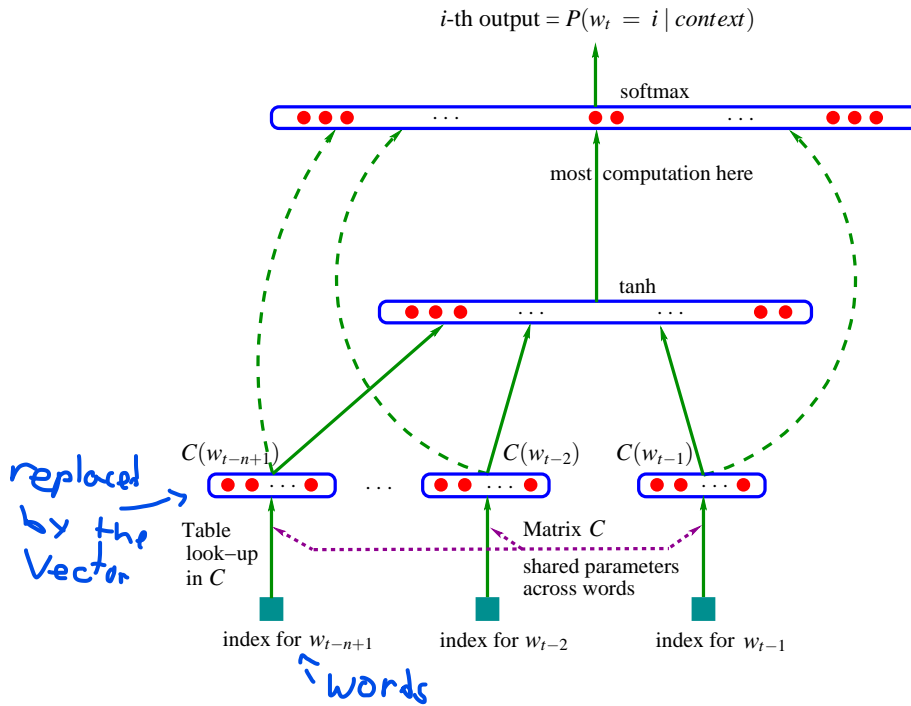 i-th output = P(w_t = i | context)
softmax
. . . . . . 
most computation here
tanh
. . . . . .
C(w_{t−n+1}) C(w_{t−2}) C(w_{t−1})
. . . . . . . . . . . .
replaced
by the
Vector
Table
look−up
in C
Matrix C
shared parameters
across words
index for w_{t−n+1} index for w_{t−2} index for w_{t−1}
words